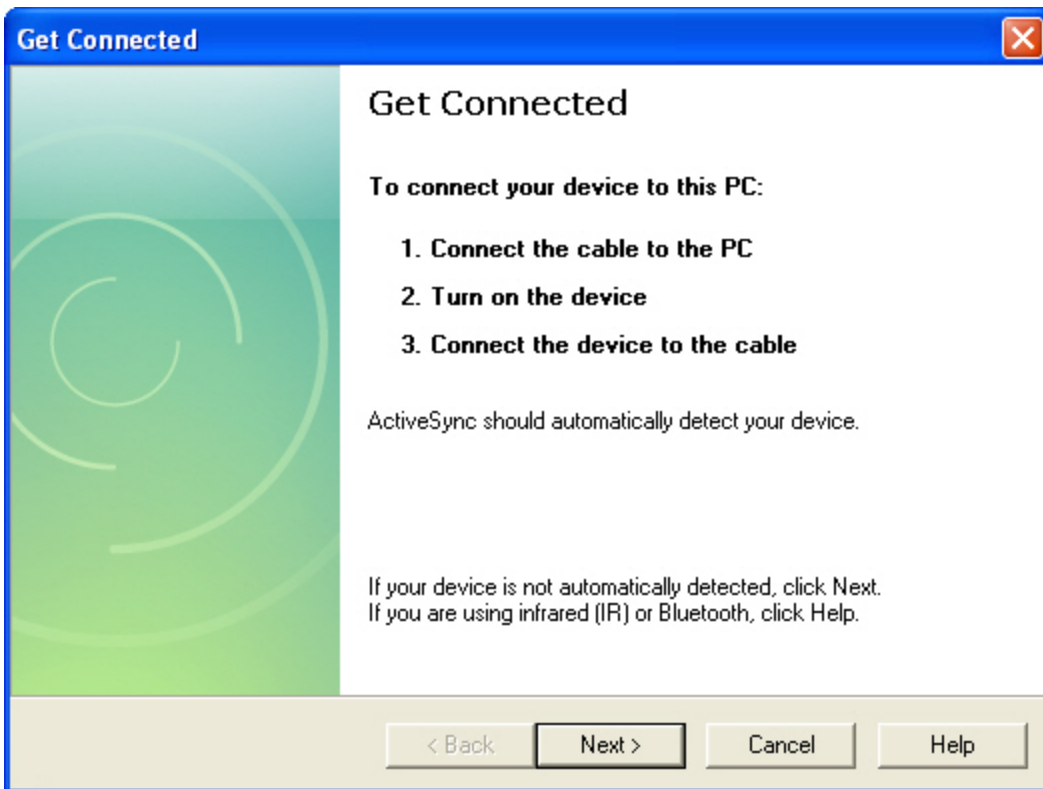 Get Connected
Get Connected
To connect your device to this PC:
1. Connect the cable to the PC
2. Turn on the device
3. Connect the device to the cable
ActiveSync should automatically detect your device.
If your device is not automatically detected, click Next.
If you are using infrared (IR) or Bluetooth, click Help.
< Back Next > Cancel Help